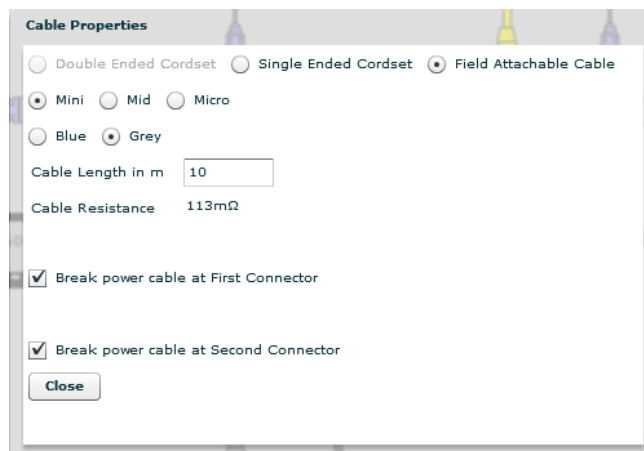 Cable Properties
Double Ended Cordset Single Ended Cordset Field Attachable Cable
Mini Mid Micro
Blue Grey
Cable Length in m 10
Cable Resistance 113mΩ
Break power cable at First Connector
Break power cable at Second Connector
Close